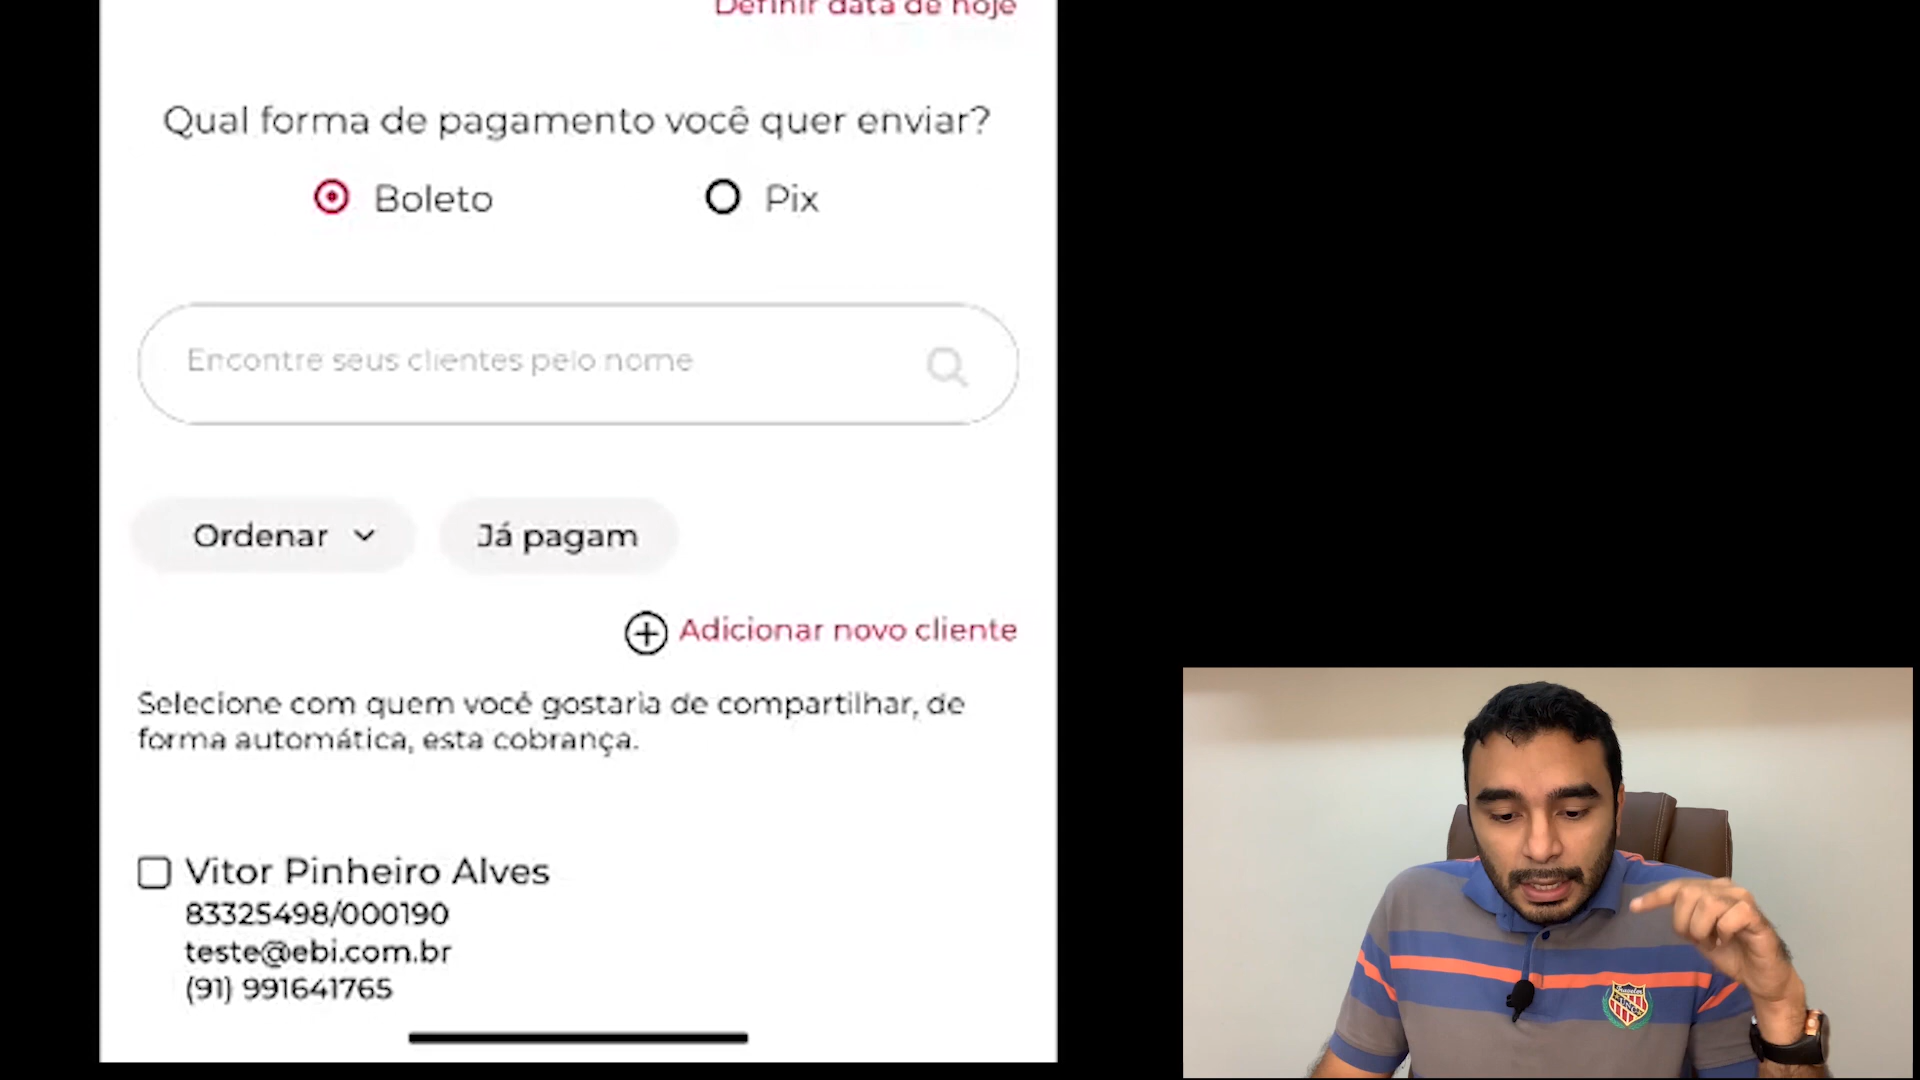 Definir data de hoje
Qual forma de pagamento você quer enviar?
Boleto
Pix
Encontre seus clientes pelo nome
Ordenar
Já pagam
Adicionar novo cliente
Selecione com quem você gostaria de compartilhar, de
forma automática, esta cobrança.
Vitor Pinheiro Alves
83325498/000190
teste@ebi.com.br
(91) 991641765